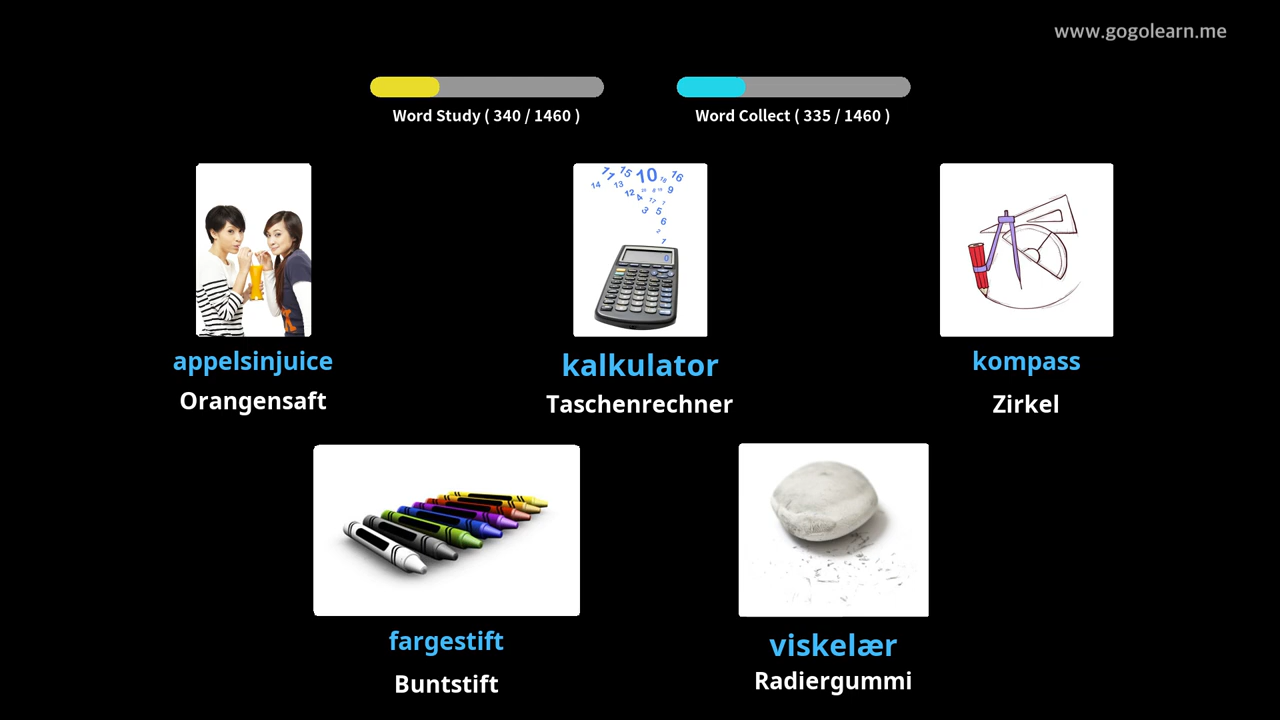 www.gogolearn.me
Word Study ( 340 / 1460 )
Word Collect ( 335 / 1460 )
appelsinjuice
Orangensaft
kalkulator
Taschenrechner
kompass
Zirkel
fargestift
Buntstift
viskelær
Radiergummi